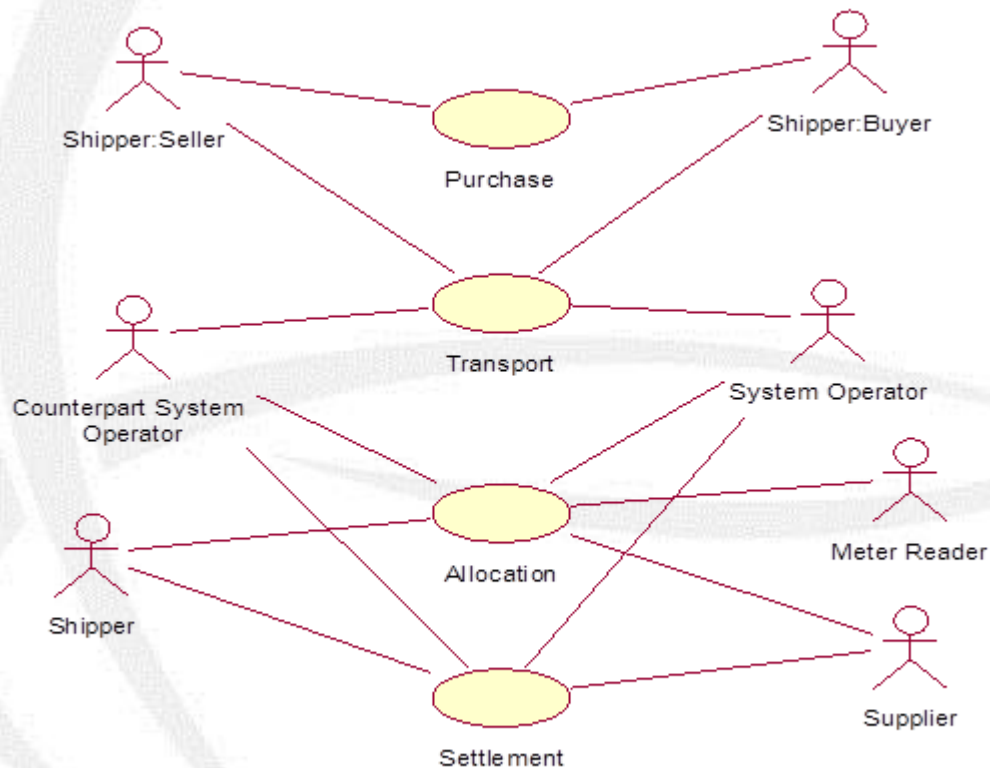 Shipper:Seller
Shipper:Buyer
Purchase
Transport
Counterpart System
Operator
System Operator
Allocation
Meter Reader
Shipper
Supplier
Settlement